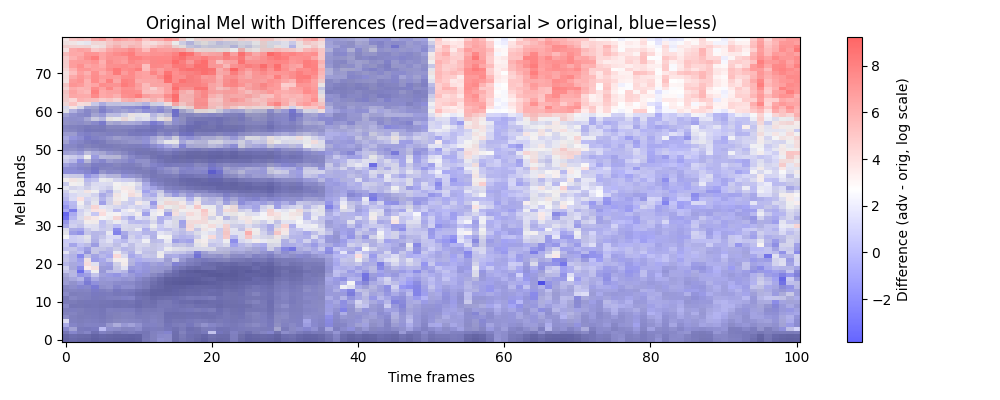 Original Mel with Differences (red=adversarial > original, blue=less)
Mel bands
70
60
50
40
30
20
10
0
0 20 40 60 80 100
Time frames
8
6
4
2
0
−2
Difference (adv - orig, log scale)